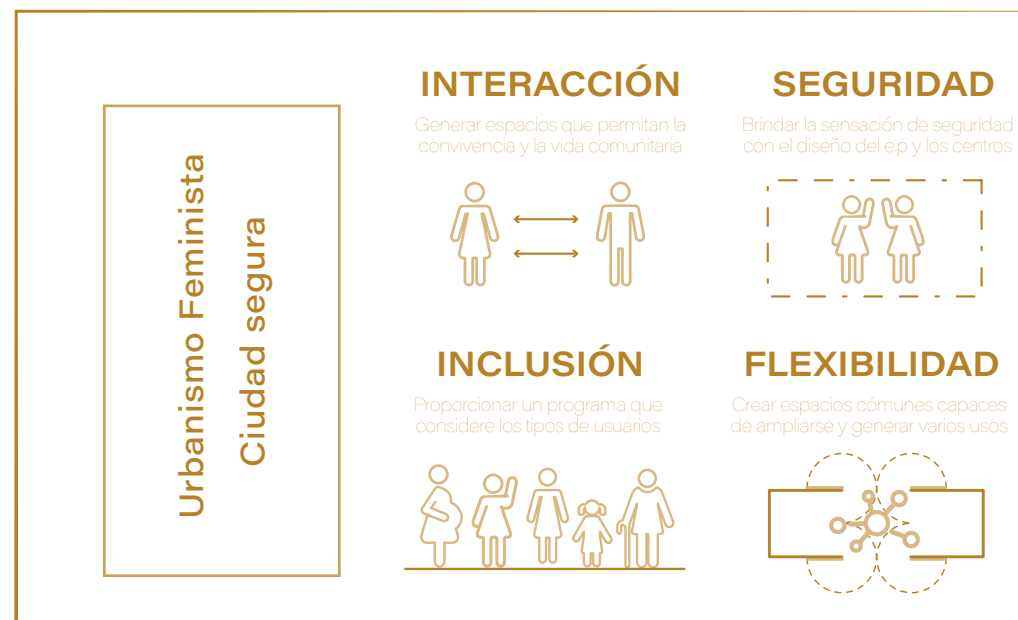 Urbanismo Feminista
Ciudad segura
INTERACCIÓN
Generar espacios que permitan la
convivencia y la vida comunitaria
SEGURIDAD
Brindar la sensación de seguridad
con el diseño del e.p y los centros
INCLUSIÓN
Proporcionar un programa que
considere los tipos de usuarios
FLEXIBILIDAD
Crear espacios cómunes capaces
de ampliarse y generar varios usos